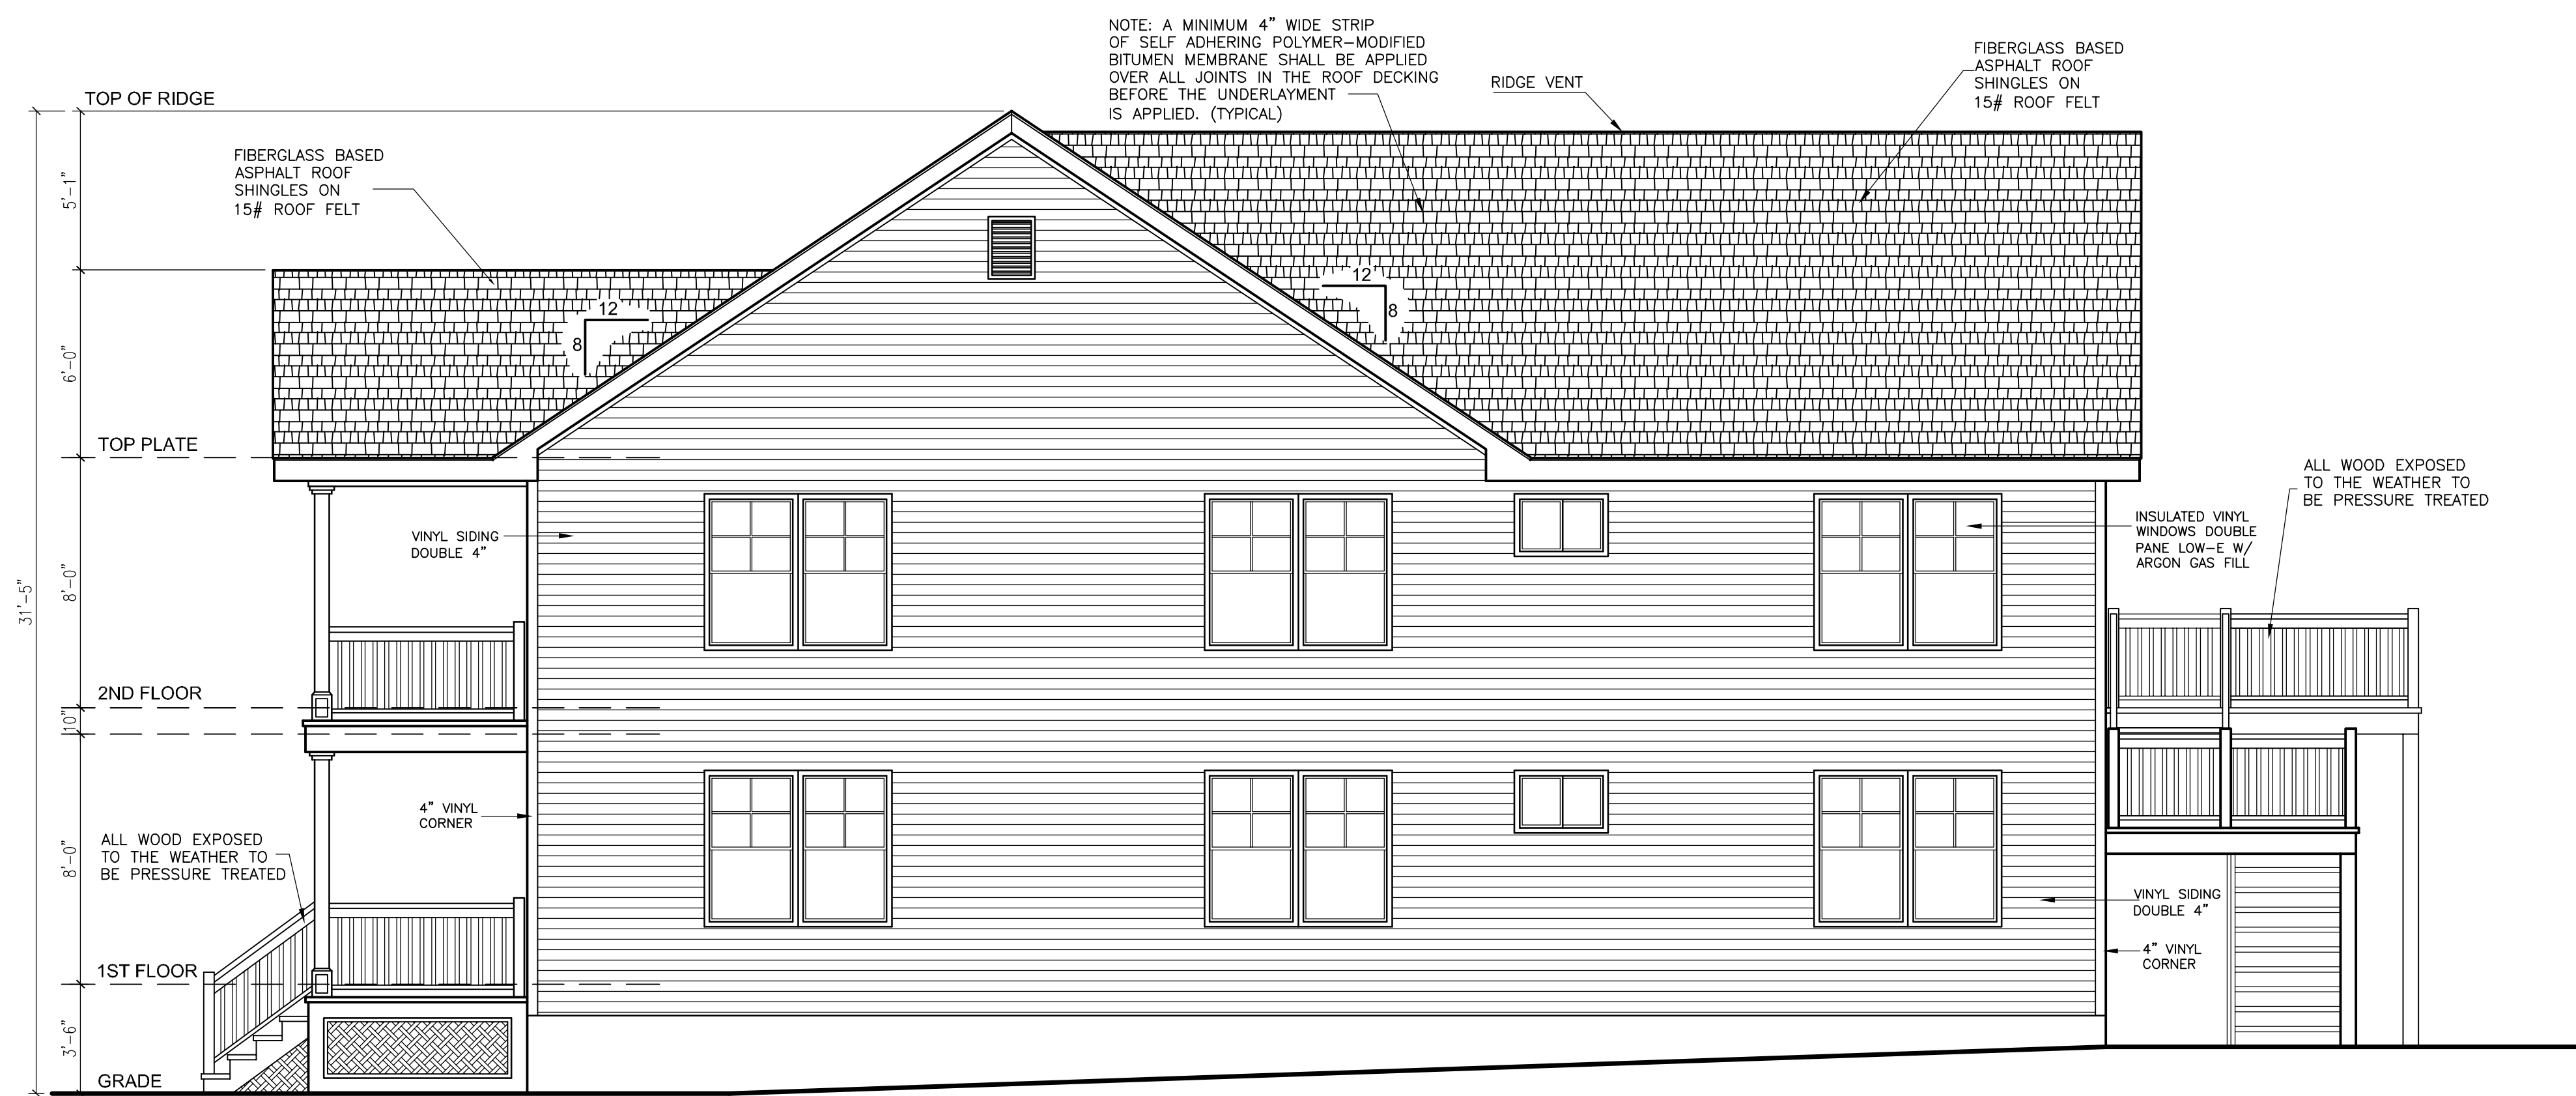 NOTE: A MINIMUM 4” WIDE STRIP
OF SELF ADHERING POLYMER–MODIFIED
BITUMEN MEMBRANE SHALL BE APPLIED
OVER ALL JOINTS IN THE ROOF DECKING
BEFORE THE UNDERLAYMENT
IS APPLIED. (TYPICAL)
RIDGE VENT
FIBERGLASS BASED
ASPHALT ROOF
SHINGLES ON
15# ROOF FELT
TOP OF RIDGE
FIBERGLASS BASED
ASPHALT ROOF
SHINGLES ON
15# ROOF FELT
5'–1"
12
8
12
8
6'–0"
TOP PLATE
ALL WOOD EXPOSED
TO THE WEATHER TO
BE PRESSURE TREATED
VINYL SIDING
DOUBLE 4”
INSULATED VINYL
WINDOWS DOUBLE
PANE LOW–E W/
ARGON GAS FILL
31'–5"
8'–0"
2ND FLOOR
10"
4” VINYL
CORNER
ALL WOOD EXPOSED
TO THE WEATHER TO
BE PRESSURE TREATED
8'–0"
VINYL SIDING
DOUBLE 4”
4” VINYL
CORNER
1ST FLOOR
3'–6"
GRADE